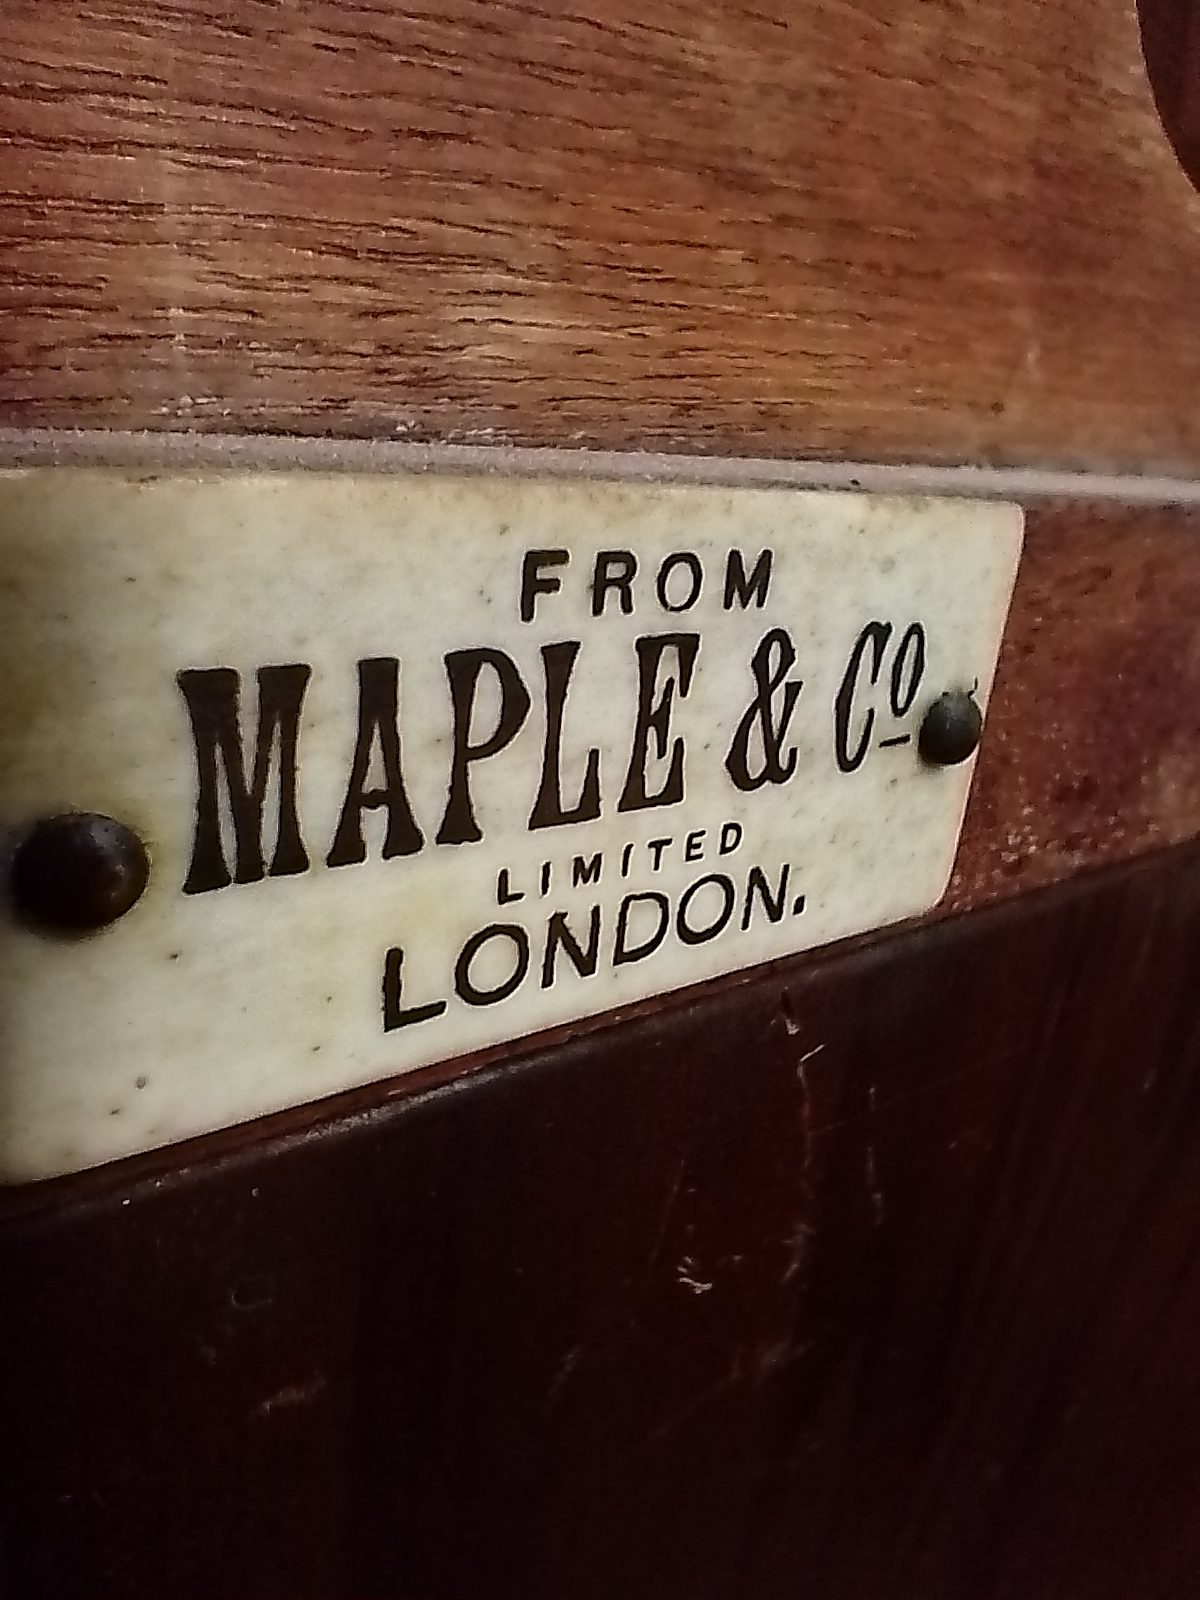 FROM
MAPLE & Co
LIMITED
LONDON.